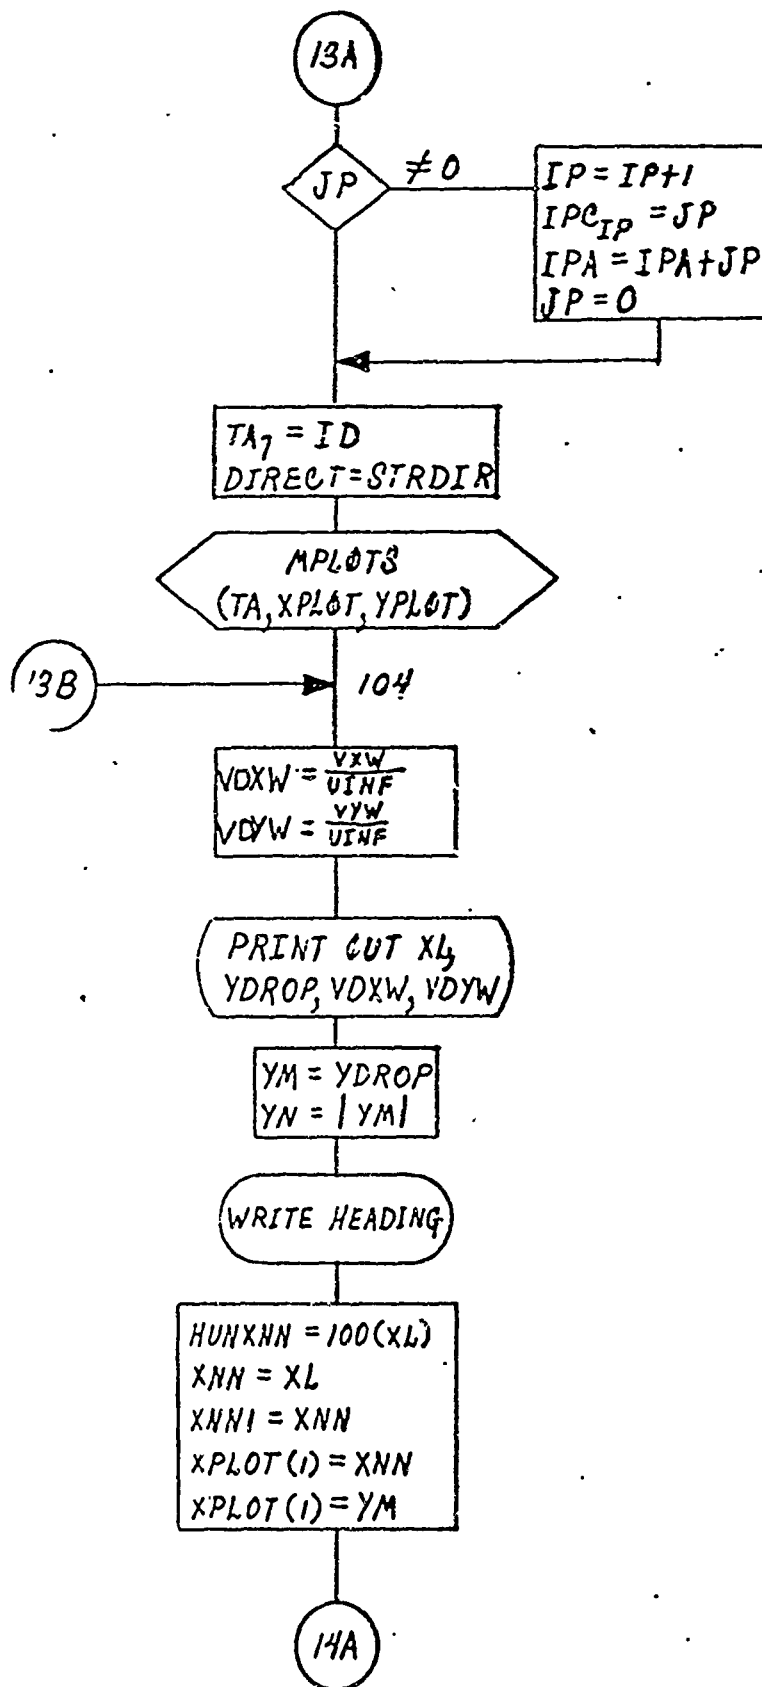 13A
JP
≠0
IP = IP+1
IPC_IP = JP
IPA = IPA+JP
JP = 0
TA7 = ID
DIRECT=STRDIR
MPLOTS
(TA, XPLOT, YPLOT)
13B
104
VDXW = VXW/UINF
VDYW = VYW/UINF
PRINT OUT XL,
YDROP, VDXW, VDYW
YM = YDROP
YN = |YM|
WRITE HEADING
HUNXNN = 100(XL)
XNN = XL
XNN1 = XNN
XPLOT(1) = XNN
XPLOT(1) = YM
14A